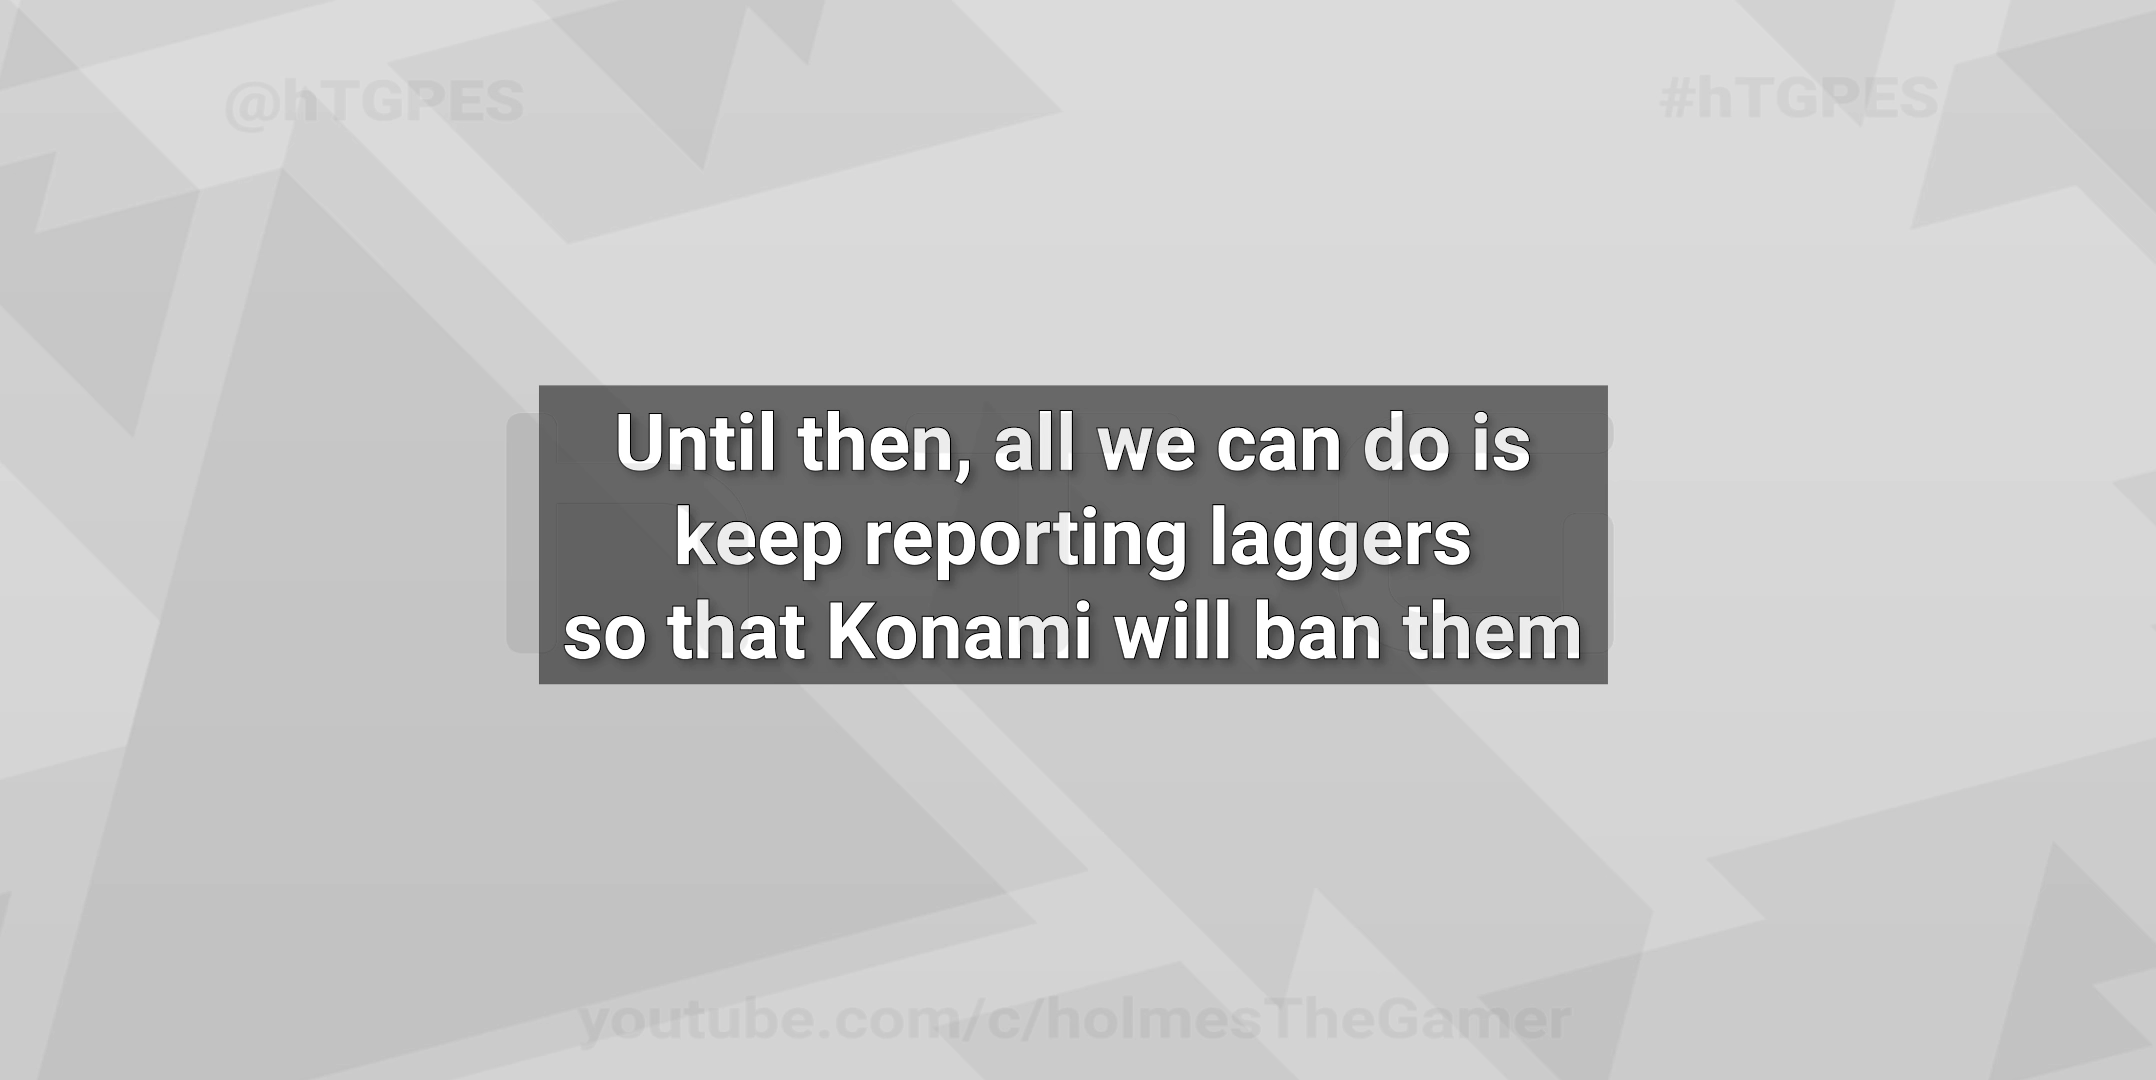 @hTGPES
#hTGPES
Until then, all we can do is
keep reporting laggers
so that Konami will ban them
youtube.com/c/holmesTheGamer